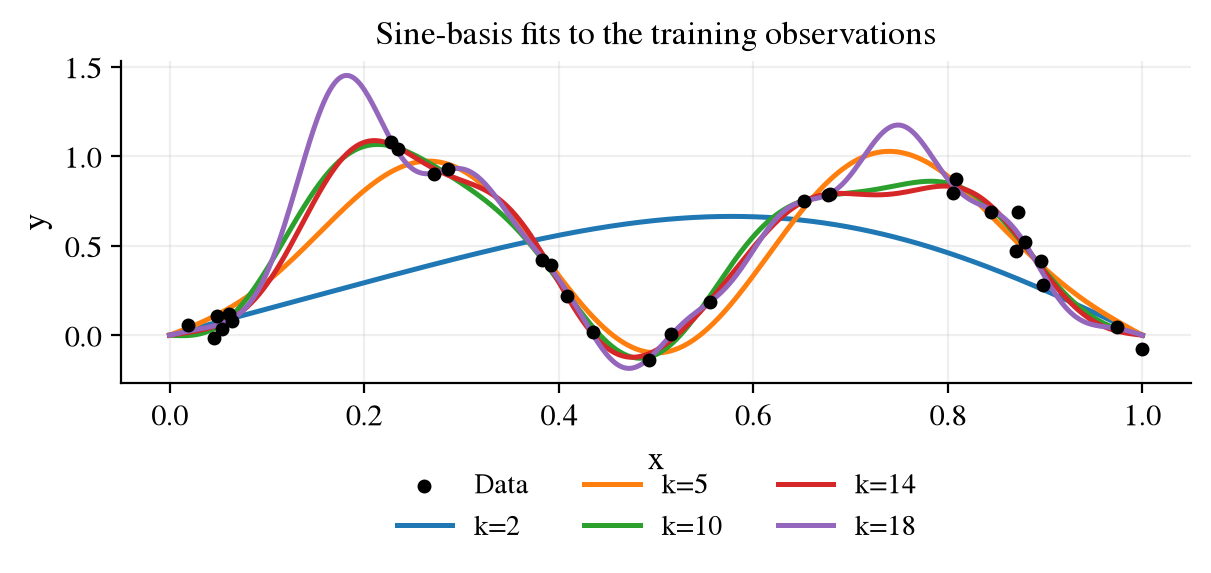 Sine-basis fits to the training observations
1.5
1.0
0.5
0.0
y
0.0 0.2 0.4 0.6 0.8 1.0
x
Data k=5 k=14
k=2 k=10 k=18